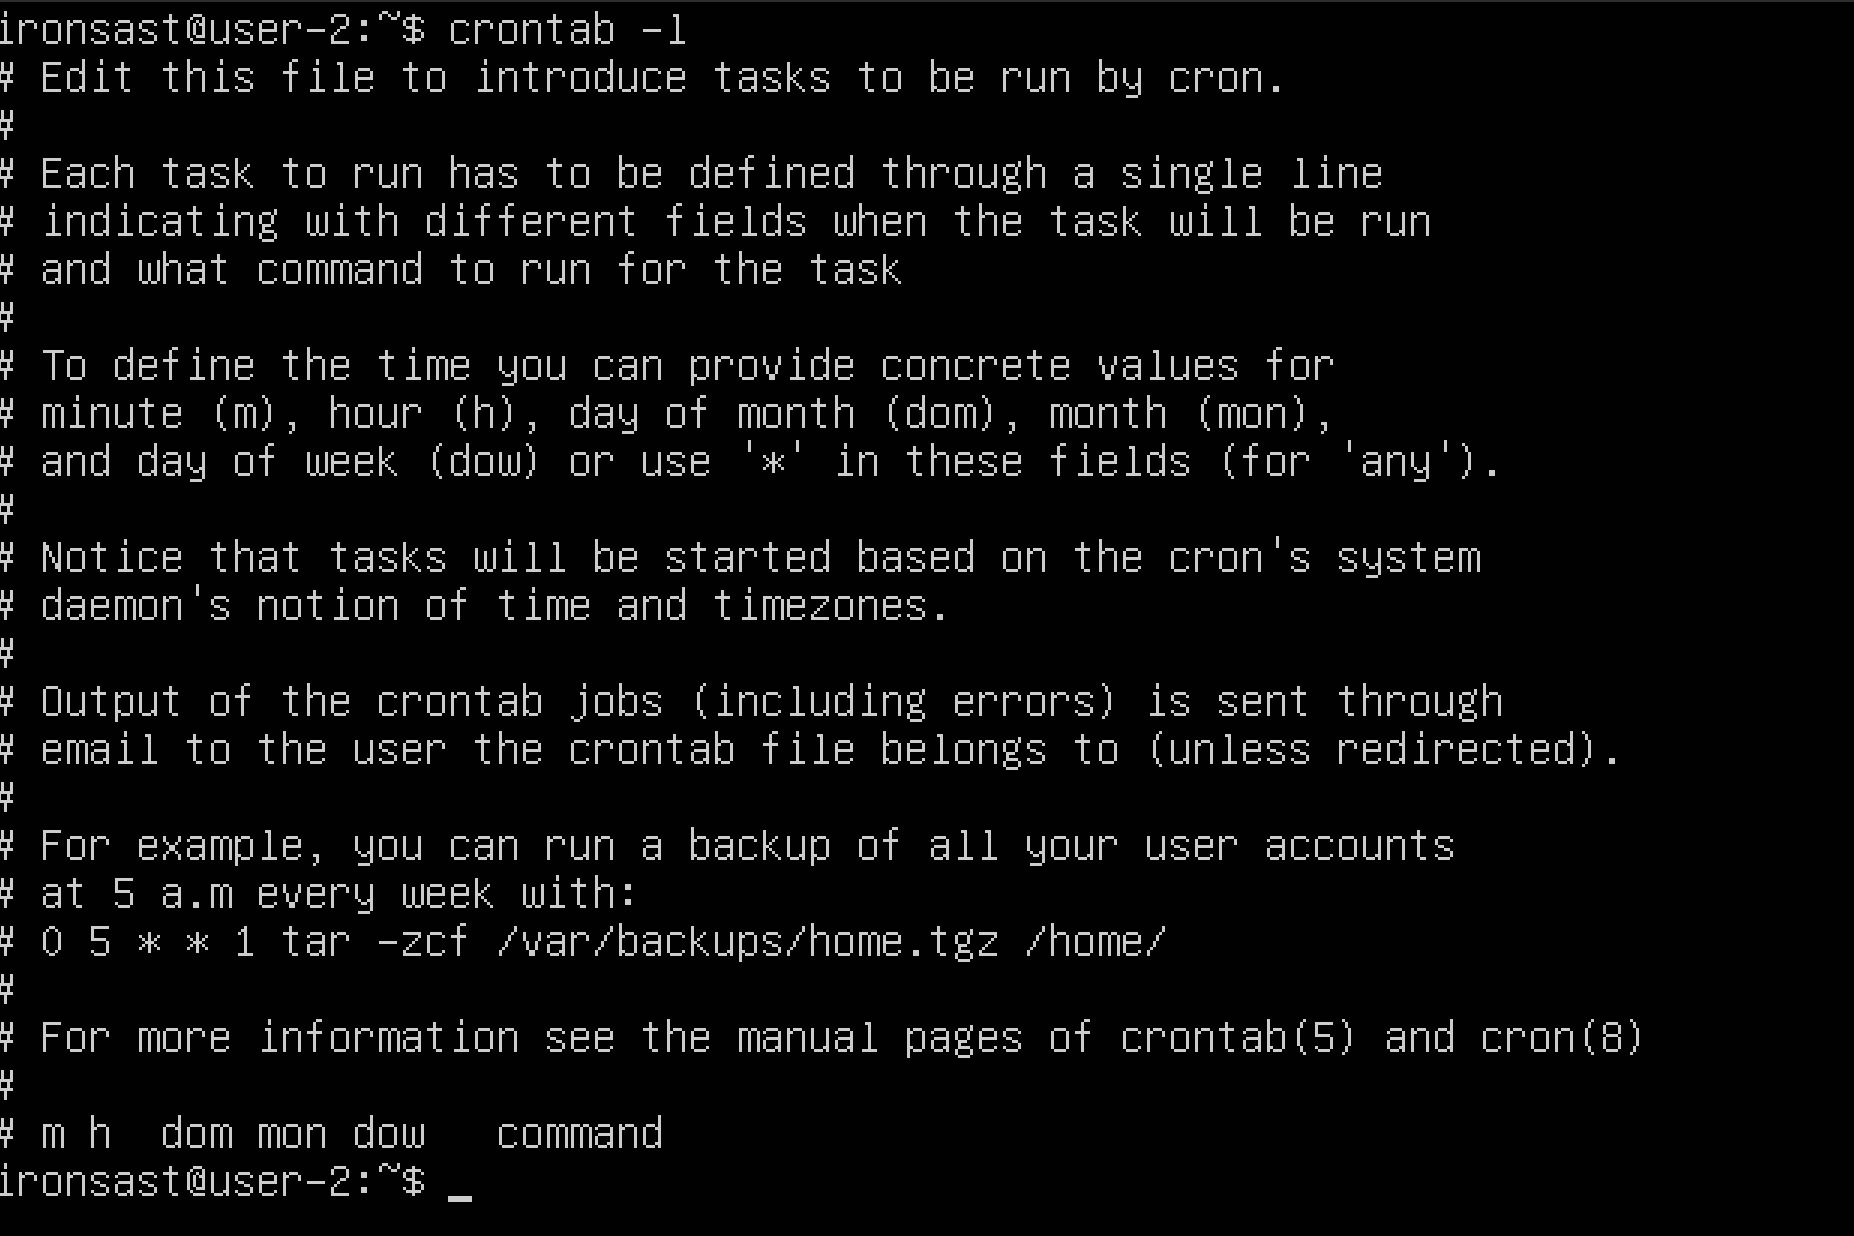 ironsast@user-2:~$ crontab -l
# Edit this file to introduce tasks to be run by cron.
#
# Each task to run has to be defined through a single line
# indicating with different fields when the task will be run
# and what command to run for the task
#
# To define the time you can provide concrete values for
# minute (m), hour (h), day of month (dom), month (mon),
# and day of week (dow) or use '*' in these fields (for 'any').
#
# Notice that tasks will be started based on the cron's system
# daemon's notion of time and timezones.
#
# Output of the crontab jobs (including errors) is sent through
# email to the user the crontab file belongs to (unless redirected).
#
# For example, you can run a backup of all your user accounts
# at 5 a.m every week with:
# 0 5 * * 1 tar -zcf /var/backups/home.tgz /home/
#
# For more information see the manual pages of crontab(5) and cron(8)
#
# m h  dom mon dow   command
ironsast@user-2:~$ _